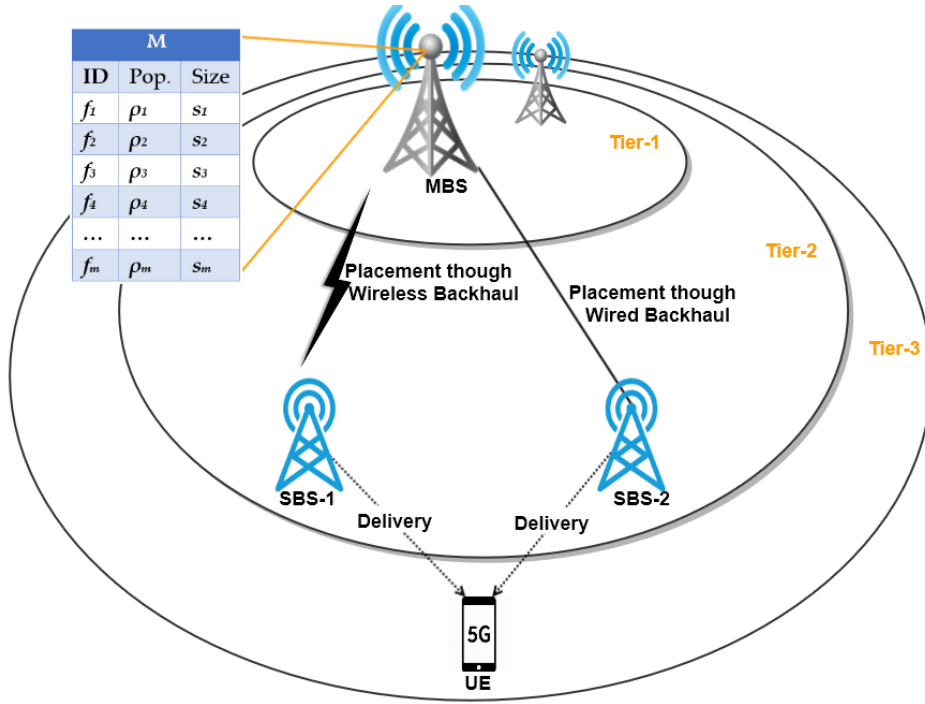 M
ID Pop. Size
f1 ρ1 s1
f2 ρ2 s2
f3 ρ3 s3
f4 ρ4 s4
... ... ...
fm ρm sm
MBS
Tier-1
Tier-2
Tier-3
Placement though
Wireless Backhaul
Placement though
Wired Backhaul
SBS-1
SBS-2
Delivery
Delivery
5G
UE